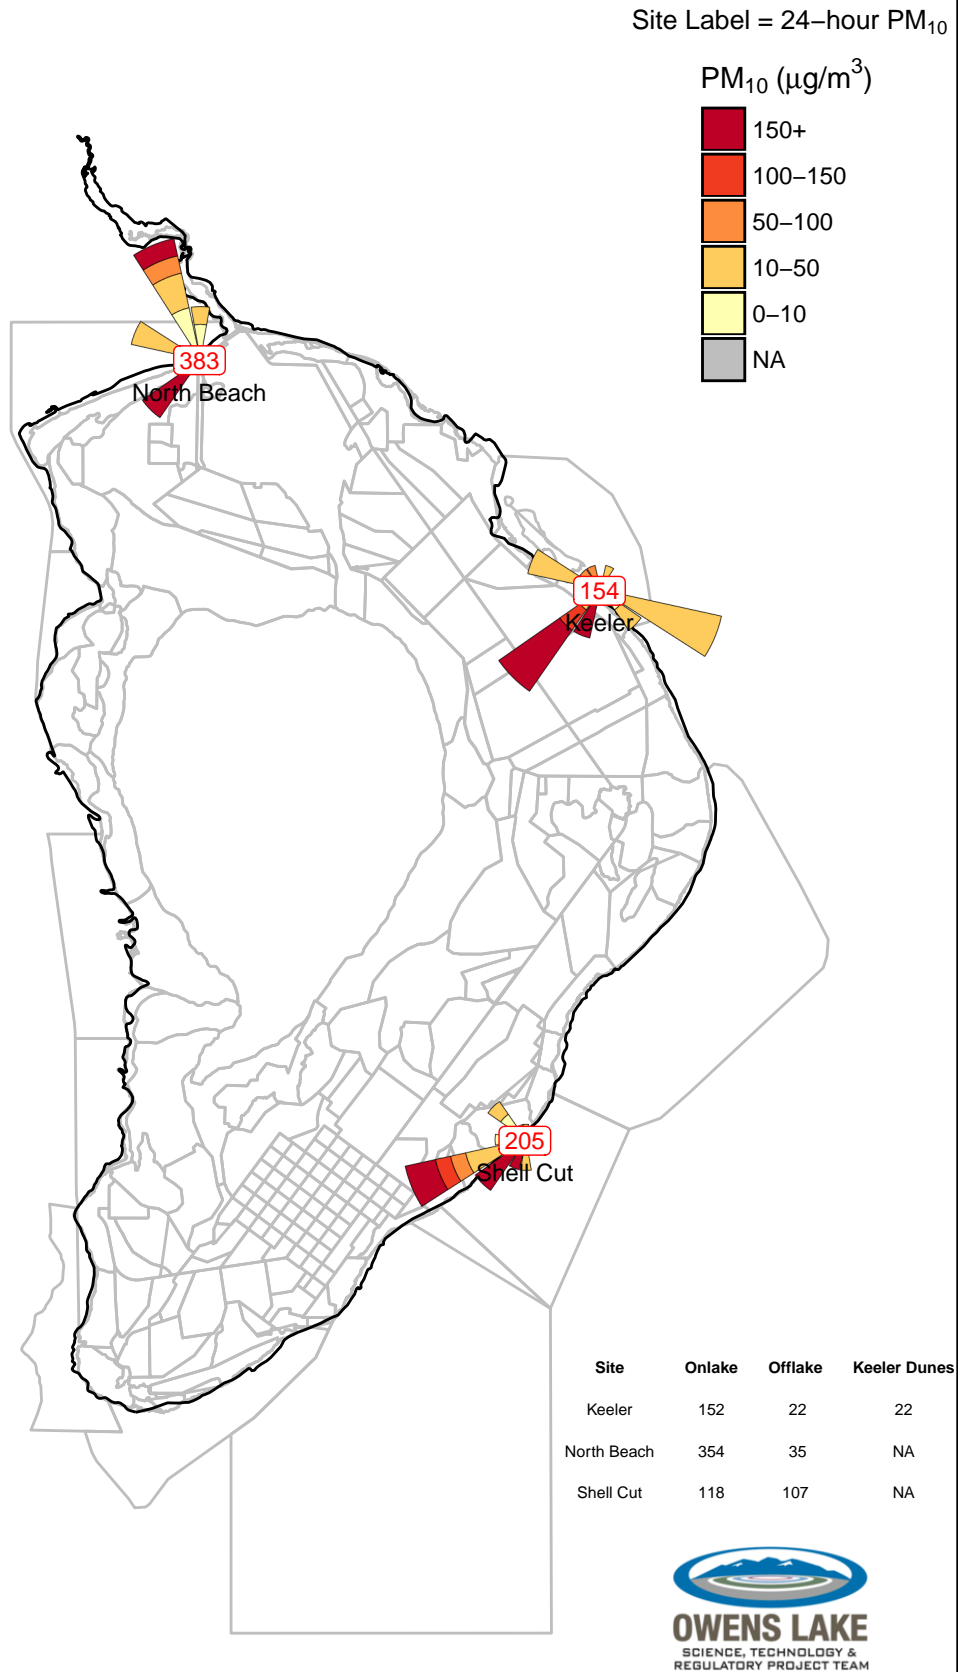 Site Label = 24−hour PM₁₀
PM₁₀ (μg/m³)
150+
100−150
50−100
10−50
0−10
NA
383
North Beach
154
Keeler
205
Shell Cut
Site Onlake Offlake Keeler Dunes
Keeler 152 22 22
North Beach 354 35 NA
Shell Cut 118 107 NA
OWENS LAKE
SCIENCE, TECHNOLOGY &
REGULATORY PROJECT TEAM